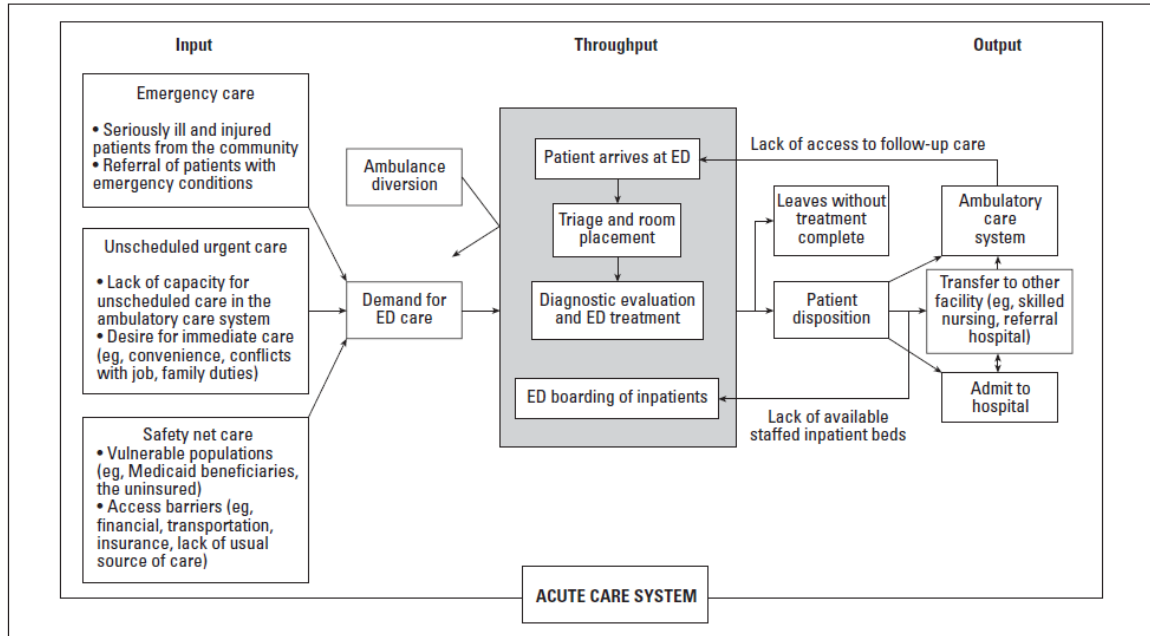 Input
Throughput
Output
Emergency care
• Seriously ill and injured
patients from the community
• Referral of patients with
emergency conditions
Unscheduled urgent care
• Lack of capacity for
unscheduled care in the
ambulatory care system
• Desire for immediate care
(eg, convenience, conflicts
with job, family duties)
Safety net care
• Vulnerable populations
(eg, Medicaid beneficiaries,
the uninsured)
• Access barriers (eg,
financial, transportation,
insurance, lack of usual
source of care)
Ambulance
diversion
Demand for
ED care
Patient arrives at ED
Triage and room
placement
Diagnostic evaluation
and ED treatment
ED boarding of inpatients
Lack of access to follow-up care
Leaves without
treatment
complete
Patient
disposition
Lack of available
staffed inpatient beds
Ambulatory
care
system
Transfer to other
facility (eg, skilled
nursing, referral
hospital)
Admit to
hospital
ACUTE CARE SYSTEM